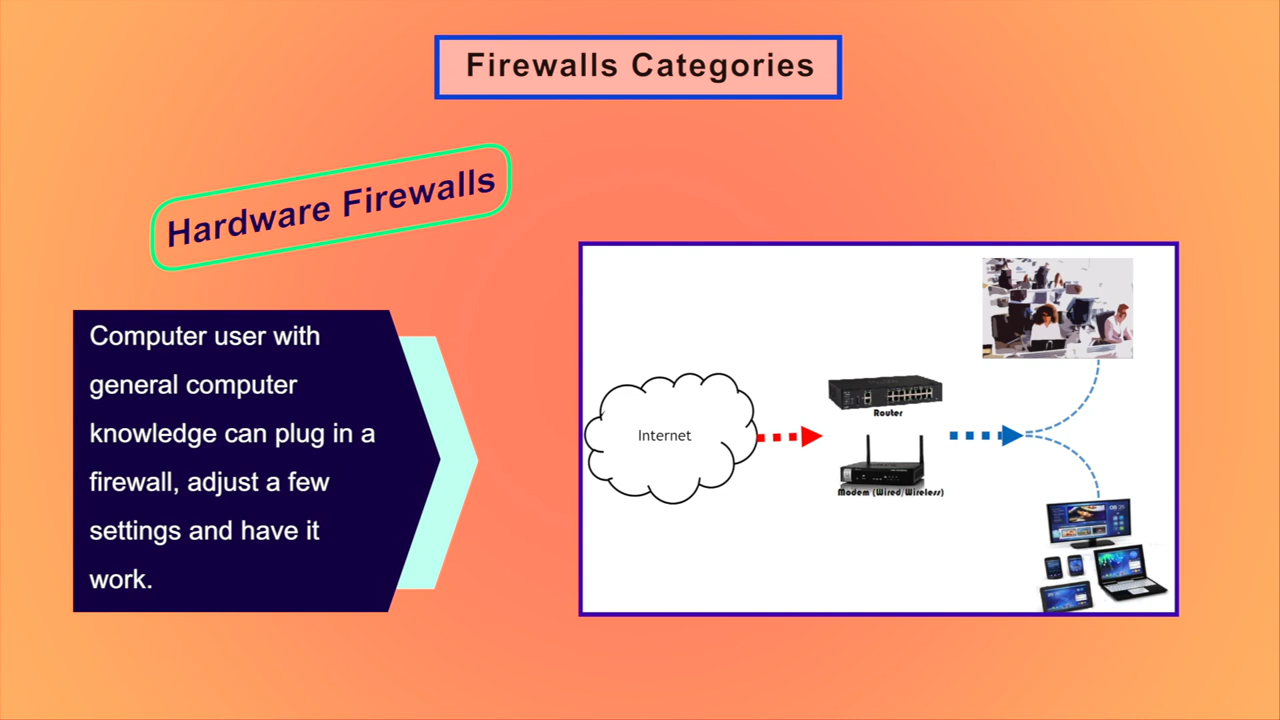 Firewalls Categories
Hardware Firewalls
Computer user with
general computer
knowledge can plug in a
firewall, adjust a few
settings and have it
work.
Internet
Router
Modem (Wired/Wireless)